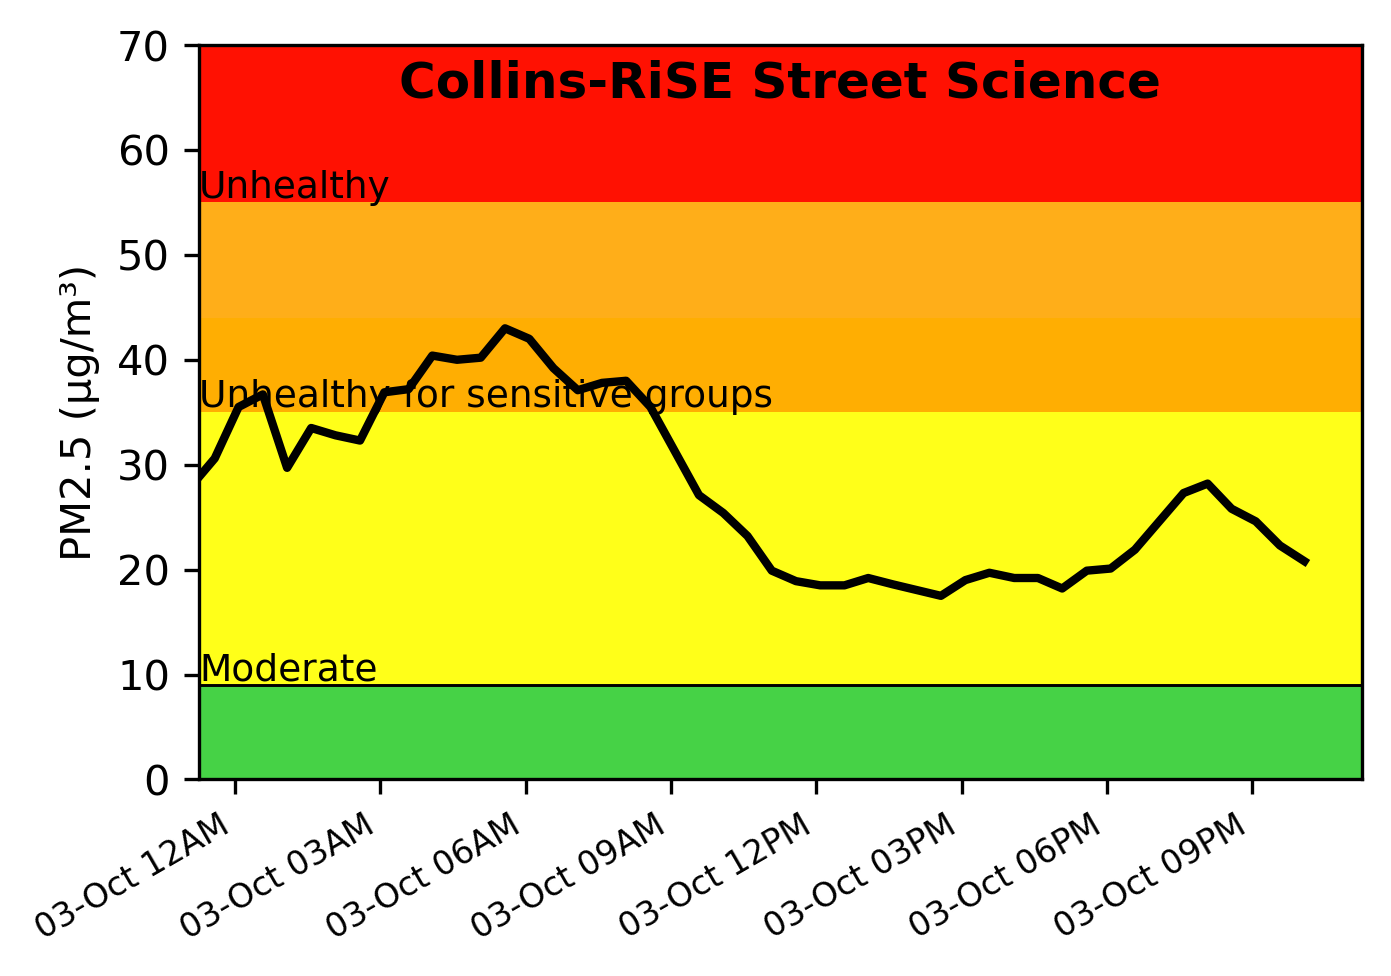 Collins-RiSE Street Science
70
60
Unhealthy
50
40
Unhealthy for sensitive groups
30
20
10
Moderate
0
PM2.5 (µg/m³)
03-Oct 12AM
03-Oct 03AM
03-Oct 06AM
03-Oct 09AM
03-Oct 12PM
03-Oct 03PM
03-Oct 06PM
03-Oct 09PM